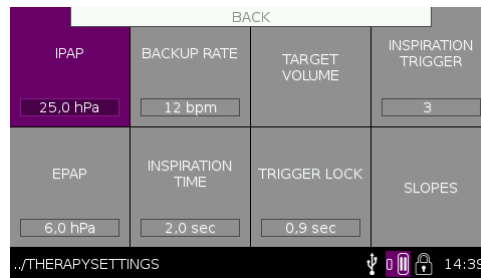 BACK
IPAP
25,0 hPa
BACKUP RATE
12 bpm
TARGET
VOLUME
INSPIRATION
TRIGGER
3
EPAP
6,0 hPa
INSPIRATION
TIME
2,0 sec
TRIGGER LOCK
0,9 sec
SLOPES
../THERAPYSETTINGS
0
14:39